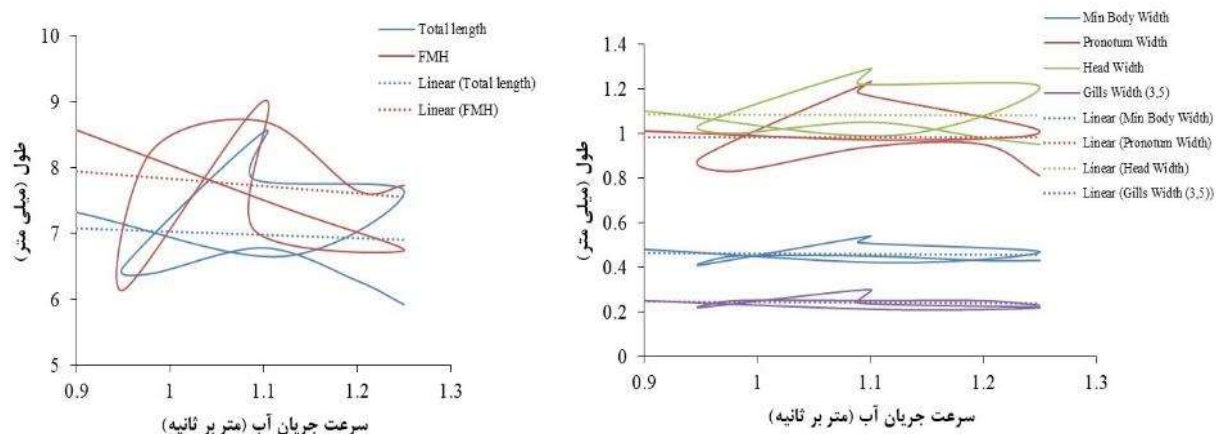 10
9
8
7
6
5
0.9
1
1.1
1.2
1.3
طول (میلی متر)
سرعت جریان آب (متر بر ثانیه)
Total length
FMH
Linear (Total length)
Linear (FMH)
1.4
1.2
1
0.8
0.6
0.4
0.2
0
0.9
1
1.1
1.2
1.3
طول (میلی متر)
سرعت جریان آب (متر بر ثانیه)
Min Body Width
Pronotum Width
Head Width
Gills Width (3,5)
Linear (Min Body Width)
Linear (Pronotum Width)
Linear (Head Width)
Linear (Gills Width (3,5))